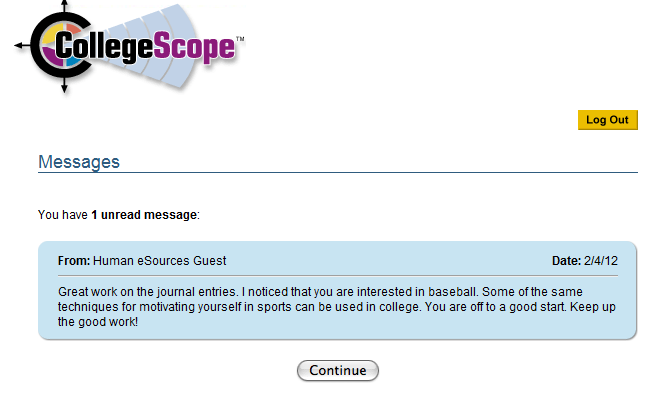 CollegeScope™
Log Out
Messages
You have 1 unread message:
From: Human eSources Guest Date: 2/4/12
Great work on the journal entries. I noticed that you are interested in baseball. Some of the same
techniques for motivating yourself in sports can be used in college. You are off to a good start. Keep up
the good work!
Continue